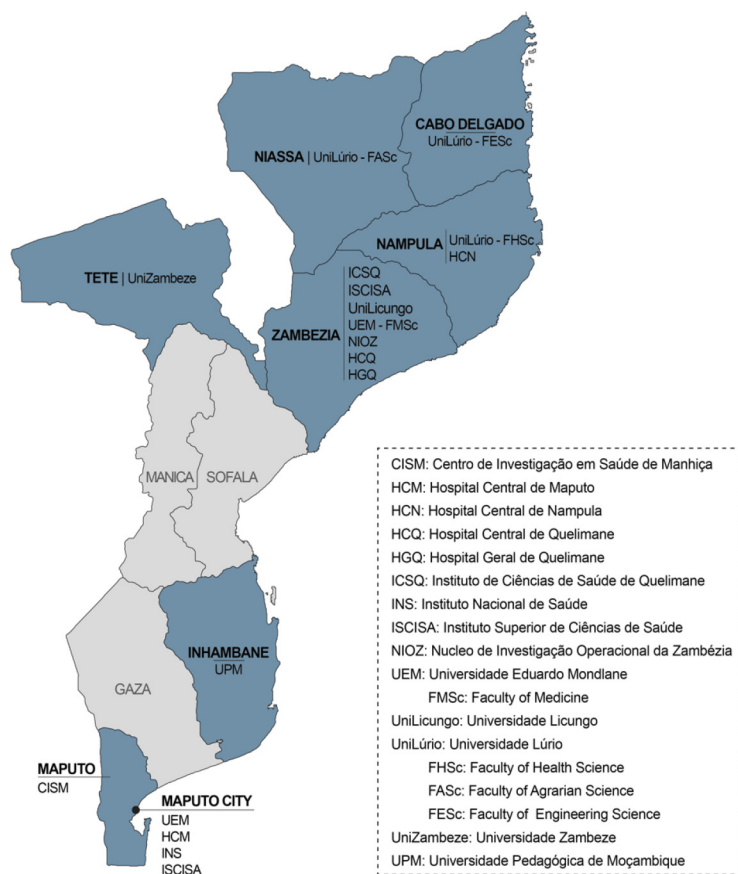 CABO DELGADO
UniLúrio - FESc
NIASSA | UniLúrio - FASc
NAMPULA
UniLúrio - FHSc
HCN
TETE | UniZambeze
ZAMBEZIA
ICSQ
ISCISA
UniLicungo
UEM - FMSc
NIOZ
HCQ
HGQ
MANICA
SOFALA
INHAMBANE
UPM
GAZA
MAPUTO
CISM
MAPUTO CITY
UEM
HCM
INS
ISCISA
CISM: Centro de Investigação em Saúde de Manhiça
HCM: Hospital Central de Maputo
HCN: Hospital Central de Nampula
HCQ: Hospital Central de Quelimane
HGQ: Hospital Geral de Quelimane
ICSQ: Instituto de Ciências de Saúde de Quelimane
INS: Instituto Nacional de Saúde
ISCISA: Instituto Superior de Ciências de Saúde
NIOZ: Nucleo de Investigação Operacional da Zambézia
UEM: Universidade Eduardo Mondlane
FMSc: Faculty of Medicine
UniLicungo: Universidade Licungo
UniLúrio: Universidade Lúrio
FHSc: Faculty of Health Science
FASc: Faculty of Agrarian Science
FESc: Faculty of Engineering Science
UniZambeze: Universidade Zambeze
UPM: Universidade Pedagógica de Moçambique